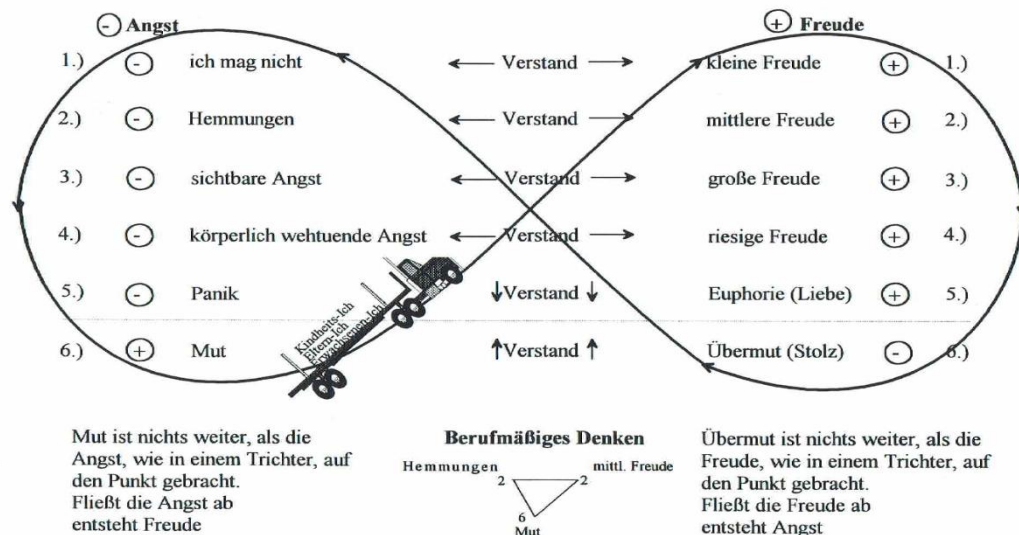 ⊖ Angst ⊕ Freude
1.) ⊖ ich mag nicht ← Verstand → kleine Freude ⊕ 1.)
2.) ⊖ Hemmungen ← Verstand → mittlere Freude ⊕ 2.)
3.) ⊖ sichtbare Angst ← Verstand → große Freude ⊕ 3.)
4.) ⊖ körperlich wehtuende Angst ← Verstand → riesige Freude ⊕ 4.)
5.) ⊖ Panik ↓ Verstand ↓ Euphorie (Liebe) ⊕ 5.)
6.) ⊕ Mut ↑ Verstand ↑ Übermut (Stolz) ⊖ 6.)
Kindheits-Ich
Eltern-Ich
Erwachsenen-Ich
Mut ist nichts weiter, als die
Angst, wie in einem Trichter, auf
den Punkt gebracht.
Fließt die Angst ab
entsteht Freude
Berufmäßiges Denken
Hemmungen mittl. Freude
2 2
6
Mut
Übermut ist nichts weiter, als die
Freude, wie in einem Trichter, auf
den Punkt gebracht.
Fließt die Freude ab
entsteht Angst